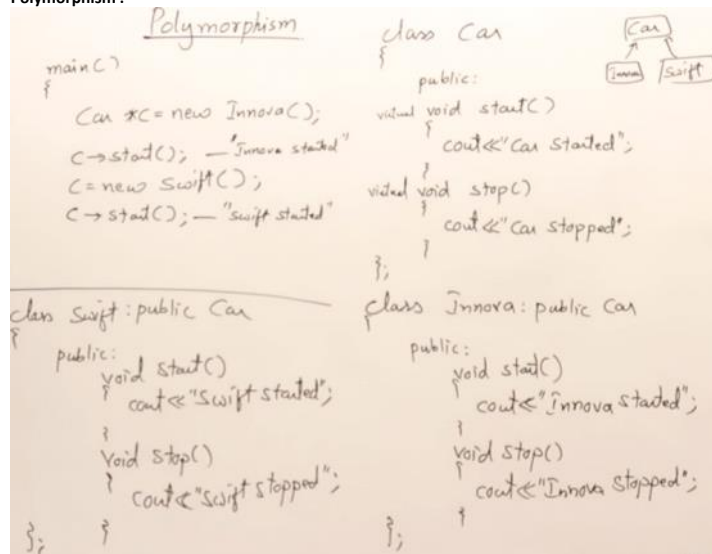 Polymorphism :
Polymorphism
main()
{
Car *C = new Innova();
C→start(); — "Innova started"
C = new Swift();
C→start(); — "swift started"
class Car
{
public:
virtual void start()
{
cout<<"Car Started";
}
virtual void stop()
{
cout<<"Car stopped";
}
};
Car
Innova Swift
class Swift : public Car
{
public:
void start()
{
cout<<"Swift Started";
}
void stop()
{
cout<<"Swift stopped";
}
};
class Innova : public Car
{
public:
void start()
{
cout<<"Innova Started";
}
void stop()
{
cout<<"Innova Stopped";
}
};